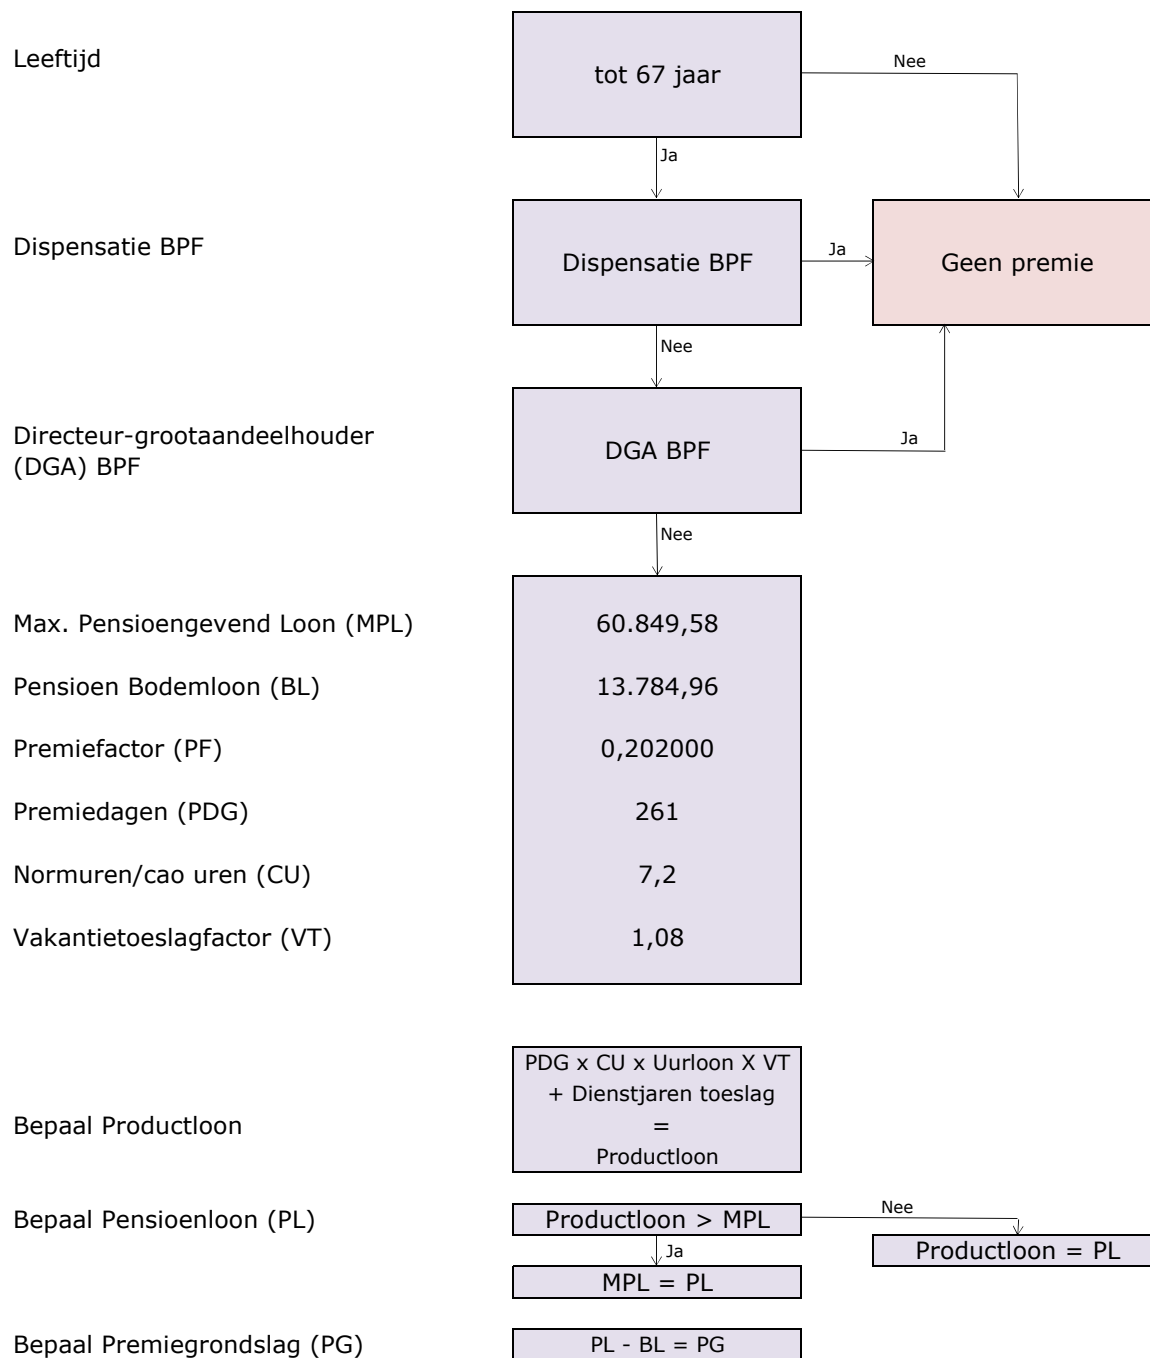 Leeftijd
tot 67 jaar
Nee
Ja
Dispensatie BPF
Dispensatie BPF
Ja
Geen premie
Nee
Directeur-grootaandeelhouder
(DGA) BPF
DGA BPF
Ja
Nee
Max. Pensioengevend Loon (MPL)
60.849,58
Pensioen Bodemloon (BL)
13.784,96
Premiefactor (PF)
0,202000
Premiedagen (PDG)
261
Normuren/cao uren (CU)
7,2
Vakantietoeslagfactor (VT)
1,08
Bepaal Productloon
PDG x CU x Uurloon X VT
+ Dienstjaren toeslag
=
Productloon
Bepaal Pensioenloon (PL)
Productloon > MPL
Nee
Ja
Productloon = PL
MPL = PL
Bepaal Premiegrondslag (PG)
PL - BL = PG